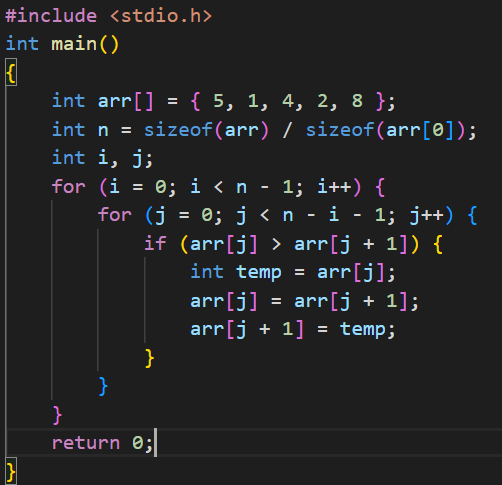 #include <stdio.h>
int main()
{
    int arr[] = { 5, 1, 4, 2, 8 };
    int n = sizeof(arr) / sizeof(arr[0]);
    int i, j;
    for (i = 0; i < n - 1; i++) {
        for (j = 0; j < n - i - 1; j++) {
            if (arr[j] > arr[j + 1]) {
                int temp = arr[j];
                arr[j] = arr[j + 1];
                arr[j + 1] = temp;
            }
        }
    }
    return 0;
}